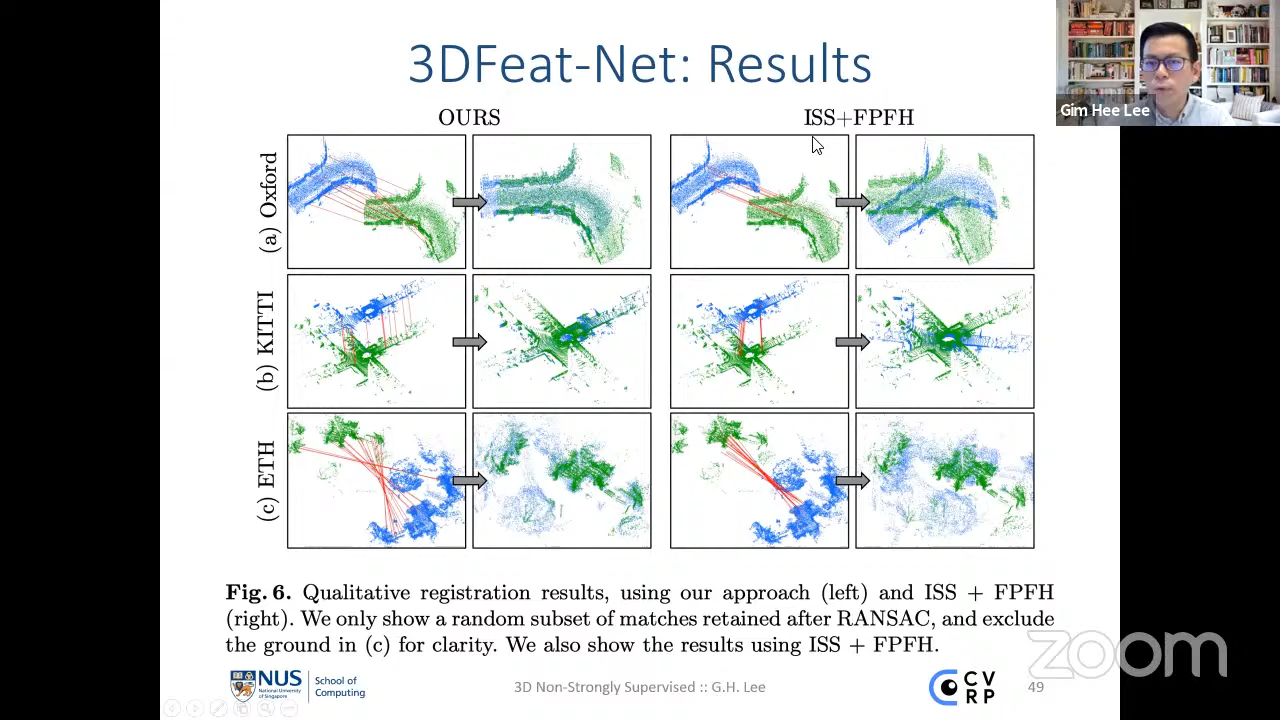 3DFeat-Net: Results
Gim Hee Lee
OURS
ISS+FPFH
(a) Oxford
(b) KITTI
(c) ETH
Fig. 6. Qualitative registration results, using our approach (left) and ISS + FPFH
(right). We only show a random subset of matches retained after RANSAC, and exclude
the ground in (c) for clarity. We also show the results using ISS + FPFH.
zoom
NUS
National University
of Singapore
School of
Computing
3D Non-Strongly Supervised :: G.H. Lee
CV
RP
49